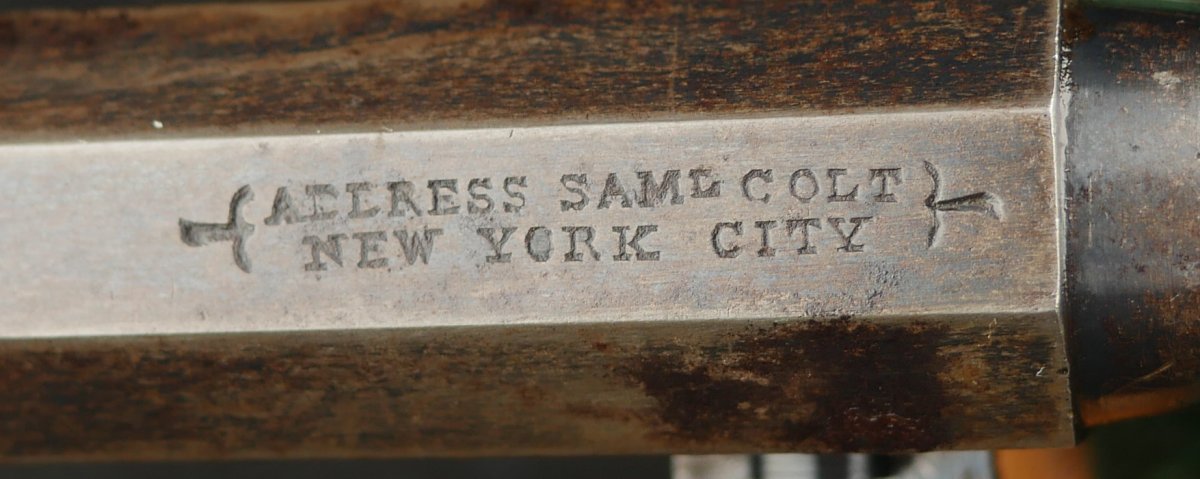 ADDRESS SAML COLT
NEW YORK CITY